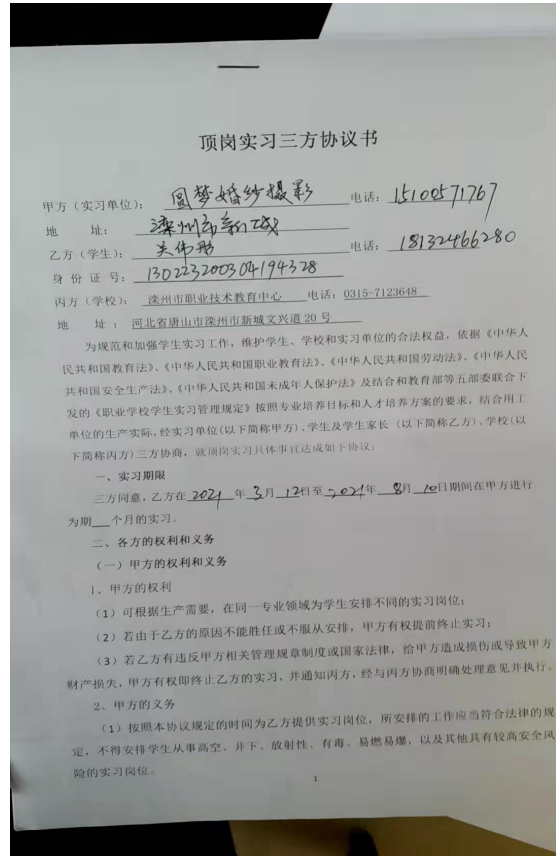 顶岗实习三方协议书
甲方（实习单位）： 圆梦婚纱摄影 电话：15100571767
地 址： 滦州市新城
乙方（学生）： 关伟彤 电话：18132466280
身 份 证 号： 130223200304194328
丙方（学校）： 滦州市职业技术教育中心 电话：0315-7123648
地 址 ： 河北省唐山市滦州市新城文兴道 20 号
为规范和加强学生实习工作，维护学生、学校和实习单位的合法权益，依据《中华人
民共和国教育法》、《中华人民共和国职业教育法》、《中华人民共和国劳动法》、《中华人民
共和国安全生产法》、《中华人民共和国未成年人保护法》及结合和教育部等五部委联合下
发的《职业学校学生实习管理规定》按照专业培养目标和人才培养方案的要求，结合用工
单位的生产实际，经实习单位（以下简称甲方）、学生及学生家长（以下简称乙方）、学校（以
下简称丙方）三方协商，就顶岗实习具体事宜达成如下协议：
一、实习期限
三方同意，乙方在 2021 年 3月 12日至 2021年 8月 10日期间在甲方进行
为期___个月的实习。
二、各方的权利和义务
（一）甲方的权利和义务
1、甲方的权利
（1）可根据生产需要，在同一专业领域为学生安排不同的实习岗位；
（2）若由于乙方的原因不能胜任或不服从安排，甲方有权提前终止实习；
（3）若乙方有违反甲方相关管理规章制度或国家法律，给甲方造成损伤或导致甲方
财产损失，甲方有权即终止乙方的实习，并通知丙方，经与丙方协商明确处理意见并执行。
2、甲方的义务
（1）按照本协议规定的时间为乙方提供实习岗位，所安排的工作应当符合法律的规
定，不得安排学生从事高空、井下、放射性、有毒、易燃易爆，以及其他具有较高安全风
险的实习岗位。
1